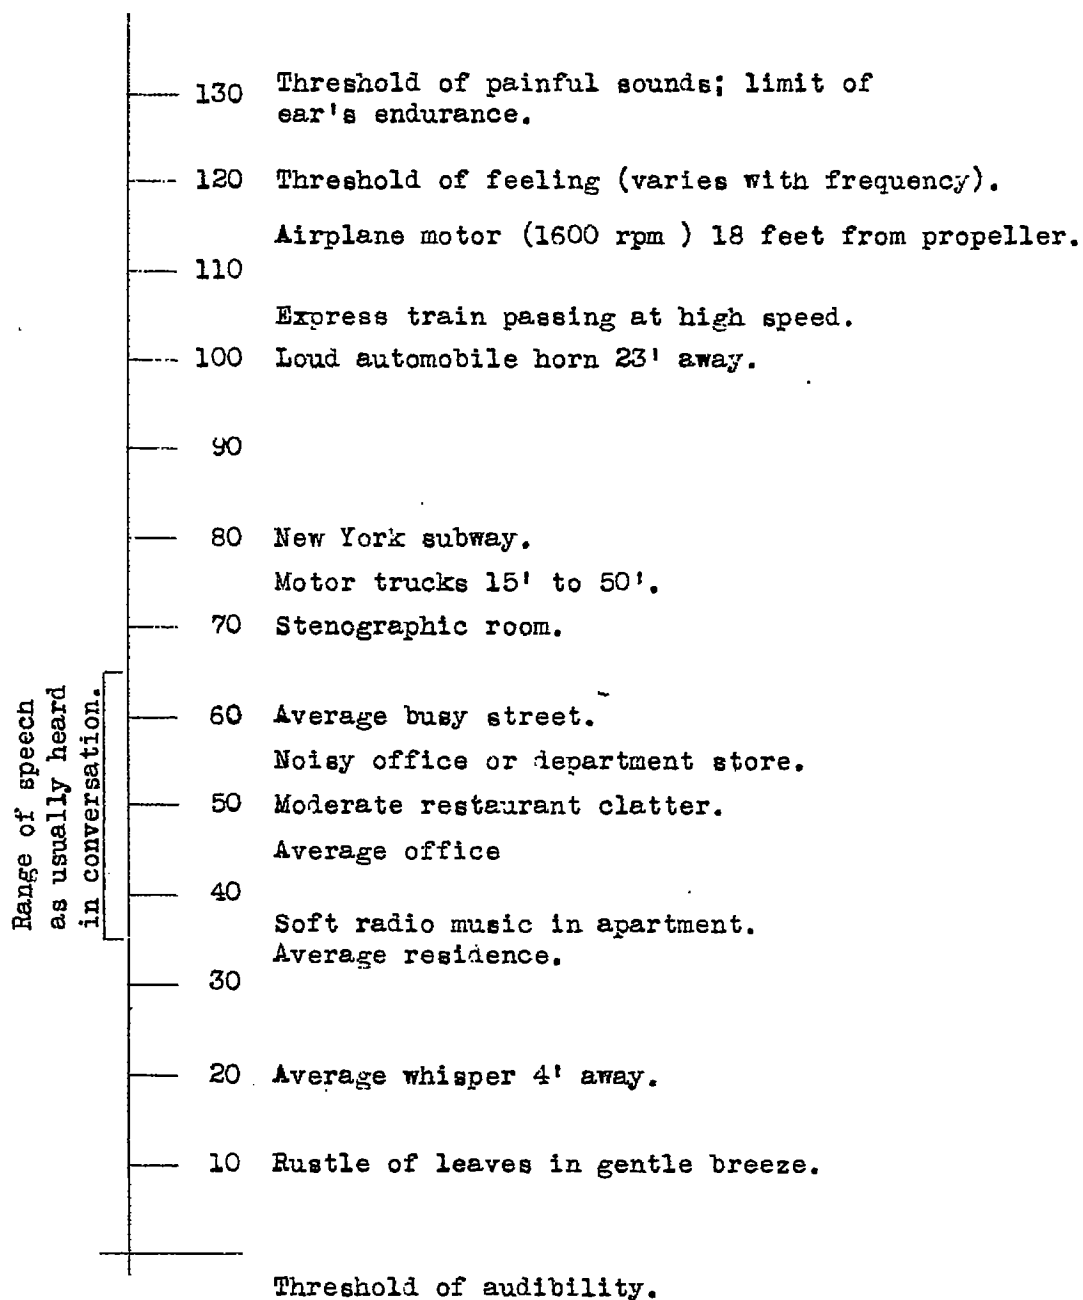 130 Threshold of painful sounds; limit of
ear's endurance.
120 Threshold of feeling (varies with frequency).
Airplane motor (1600 rpm ) 18 feet from propeller.
110
Express train passing at high speed.
100 Loud automobile horn 23' away.
90
80 New York subway.
Motor trucks 15' to 50'.
70 Stenographic room.
60 Average busy street.
Noisy office or department store.
50 Moderate restaurant clatter.
Average office
40
Soft radio music in apartment.
Average residence.
30
20 Average whisper 4' away.
10 Rustle of leaves in gentle breeze.
Threshold of audibility.
Range of speech
as usually heard
in conversation.